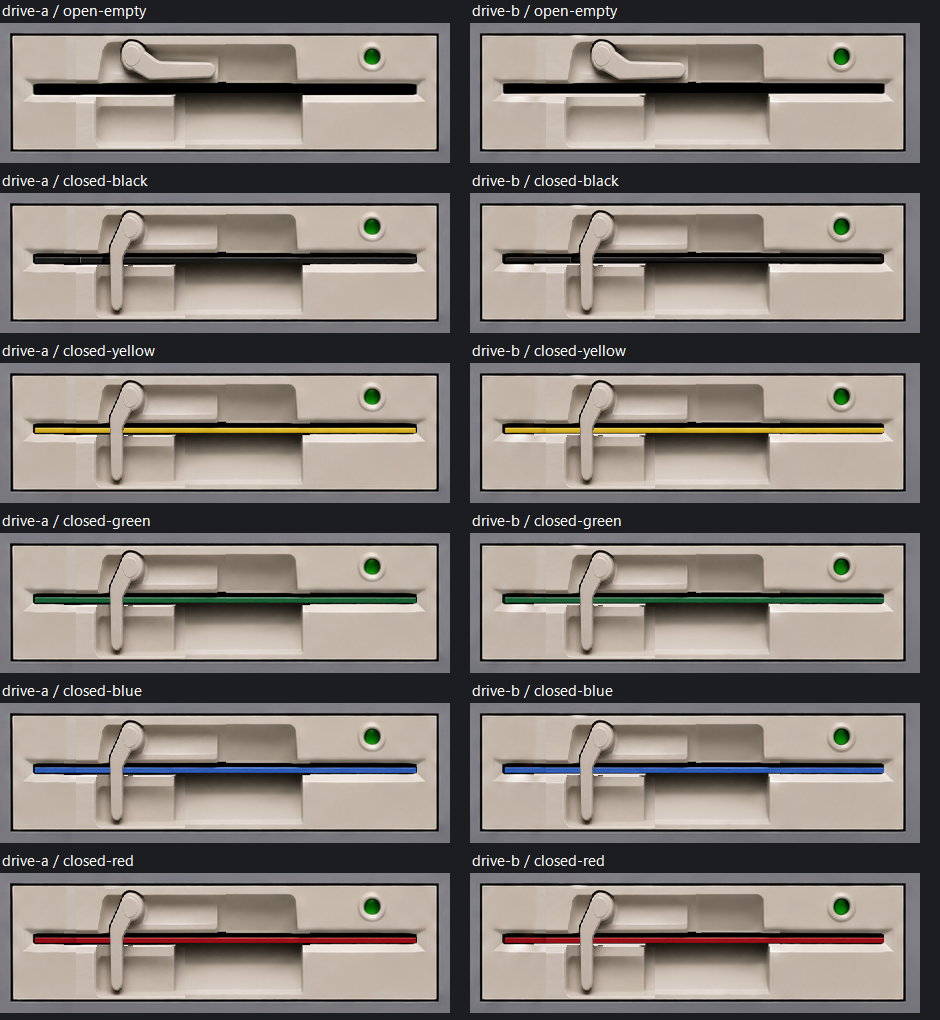 drive-a / open-empty
drive-b / open-empty
drive-a / closed-black
drive-b / closed-black
drive-a / closed-yellow
drive-b / closed-yellow
drive-a / closed-green
drive-b / closed-green
drive-a / closed-blue
drive-b / closed-blue
drive-a / closed-red
drive-b / closed-red